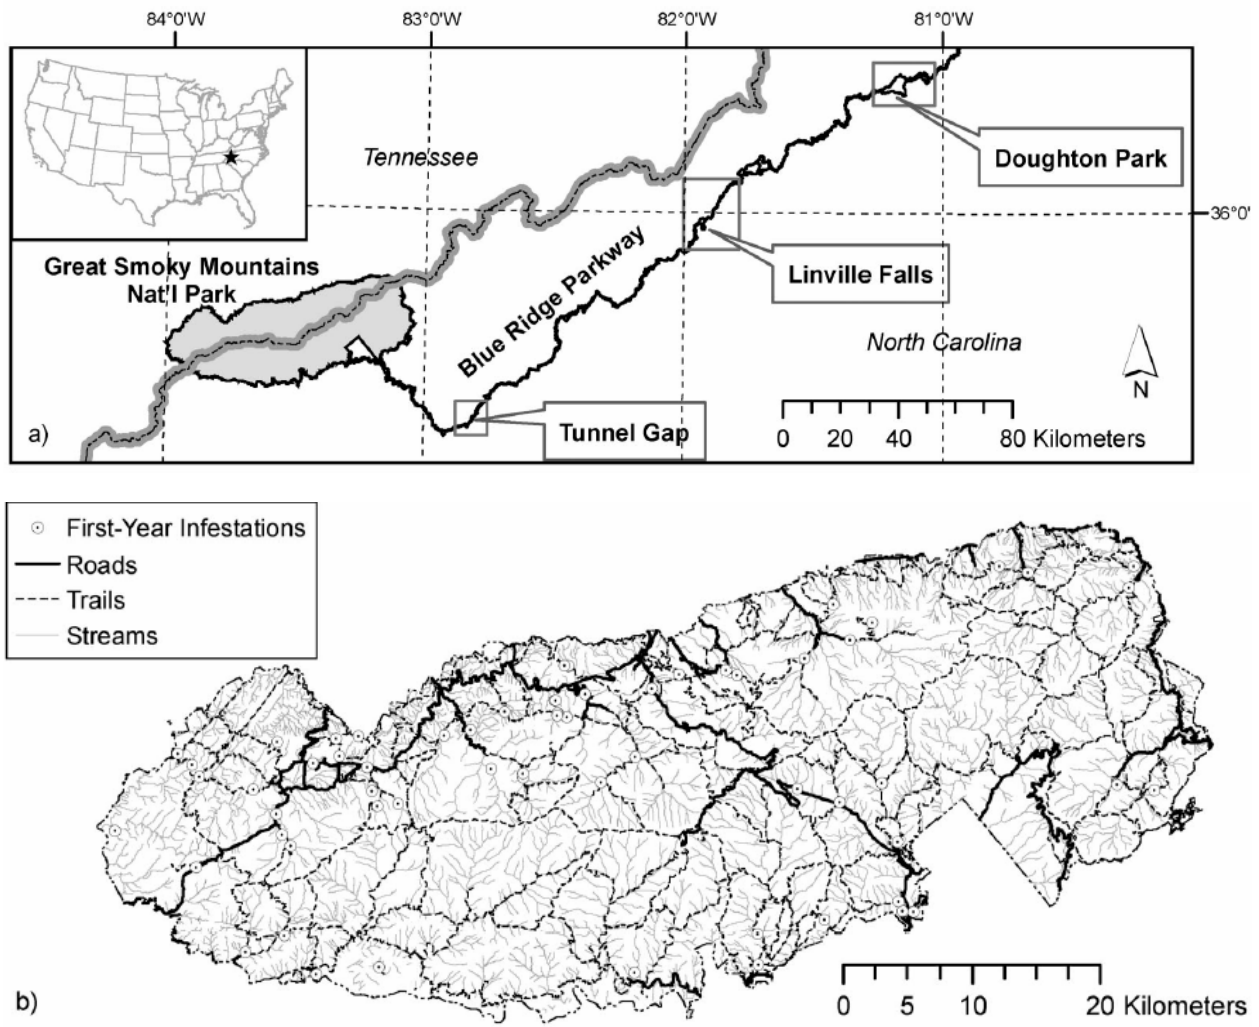 84°0'W 83°0'W 82°0'W 81°0'W
Tennessee
Doughton Park
36°0'
Great Smoky Mountains
Nat'l Park
Blue Ridge Parkway
Linville Falls
North Carolina
N
Tunnel Gap
a)
0 20 40 80 Kilometers
First-Year Infestations
Roads
Trails
Streams
b)
0 5 10 20 Kilometers